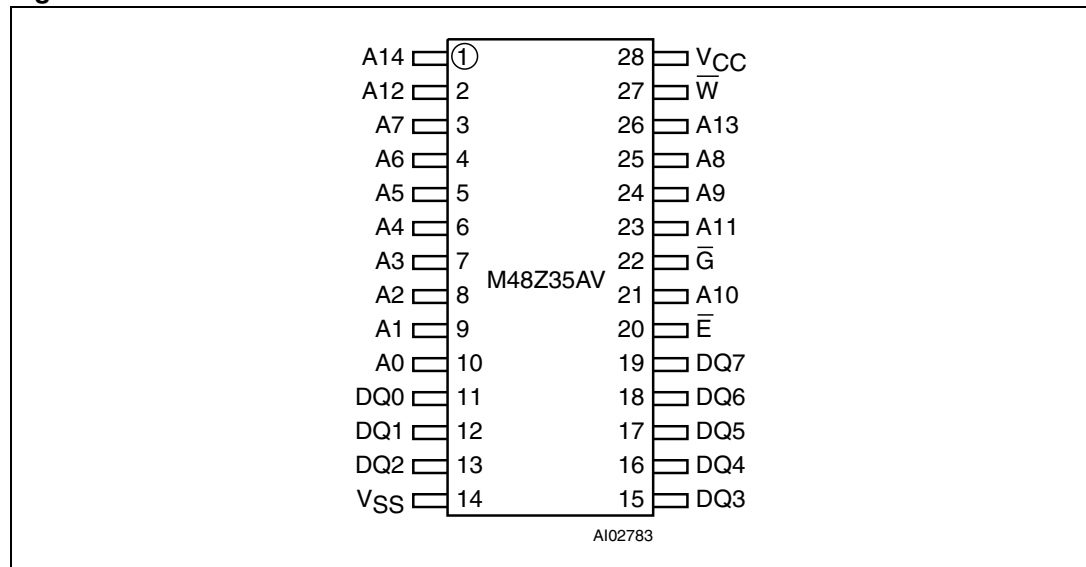 A14 1 28 VCC
A12 2 27 W̅
A7 3 26 A13
A6 4 25 A8
A5 5 24 A9
A4 6 23 A11
A3 7 22 G̅
M48Z35AV
A2 8 21 A10
A1 9 20 E̅
A0 10 19 DQ7
DQ0 11 18 DQ6
DQ1 12 17 DQ5
DQ2 13 16 DQ4
VSS 14 15 DQ3
AI02783